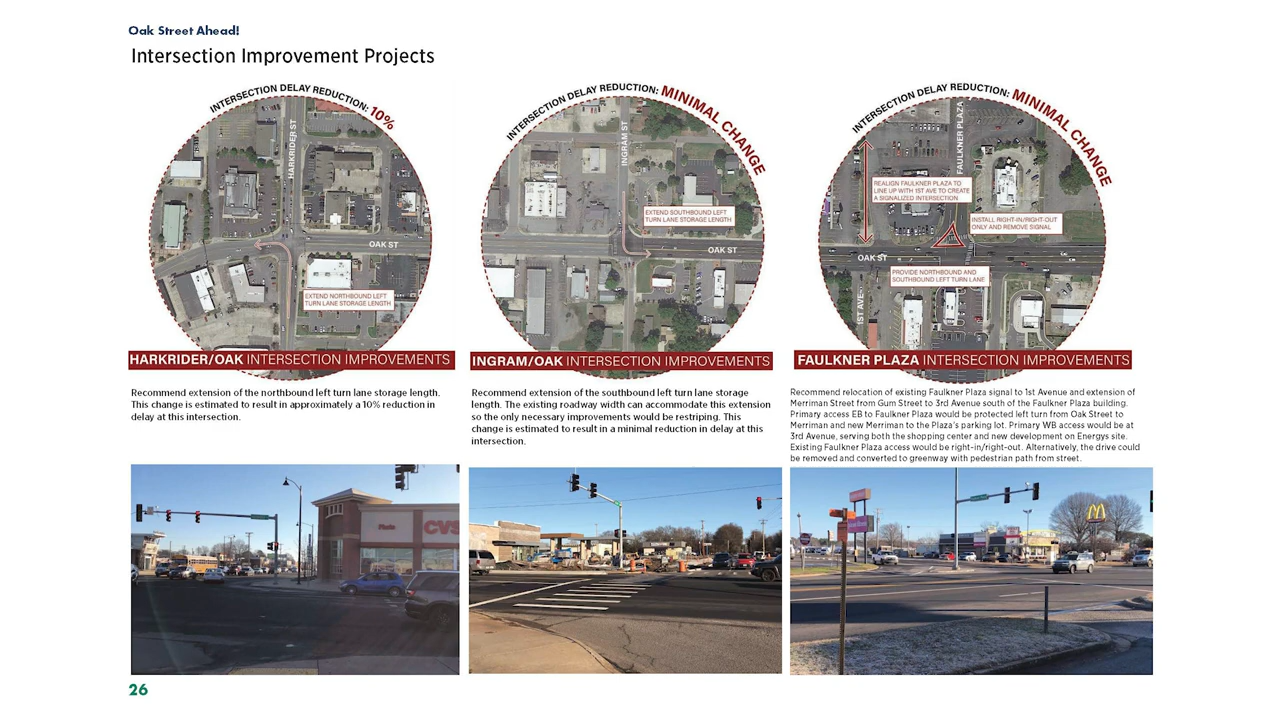 Oak Street Ahead!
Intersection Improvement Projects
INTERSECTION DELAY REDUCTION: 10%
HARKRIDER ST
OAK ST
EXTEND NORTHBOUND LEFT
TURN LANE STORAGE LENGTH
HARKRIDER/OAK INTERSECTION IMPROVEMENTS
Recommend extension of the northbound left turn lane storage length.
This change is estimated to result in approximately a 10% reduction in
delay at this intersection.
INTERSECTION DELAY REDUCTION: MINIMAL CHANGE
INGRAM ST
EXTEND SOUTHBOUND LEFT
TURN LANE STORAGE LENGTH
OAK ST
INGRAM/OAK INTERSECTION IMPROVEMENTS
Recommend extension of the southbound left turn lane storage
length. The existing roadway width can accommodate this extension
so the only necessary improvements would be restriping. This
change is estimated to result in a minimal reduction in delay at this
intersection.
INTERSECTION DELAY REDUCTION: MINIMAL CHANGE
FAULKNER PLAZA
REALIGN FAULKNER PLAZA TO
LINE UP WITH 1ST AVE TO CREATE
A SIGNALIZED INTERSECTION
INSTALL RIGHT-IN/RIGHT-OUT
ONLY AND REMOVE SIGNAL
OAK ST
PROVIDE NORTHBOUND AND
SOUTHBOUND LEFT TURN LANE
1ST AVE
FAULKNER PLAZA INTERSECTION IMPROVEMENTS
Recommend relocation of existing Faulkner Plaza signal to 1st Avenue and extension of
Merriman Street from Gum Street to 3rd Avenue south of the Faulkner Plaza building.
Primary access EB to Faulkner Plaza would be protected left turn from Oak Street to
Merriman and new Merriman to the Plaza's parking lot. Primary WB access would be at
3rd Avenue, serving both the shopping center and new development on Energys site.
Existing Faulkner Plaza access would be right-in/right-out. Alternatively, the drive could
be removed and converted to greenway with pedestrian path from street.
Photo
CVS
26